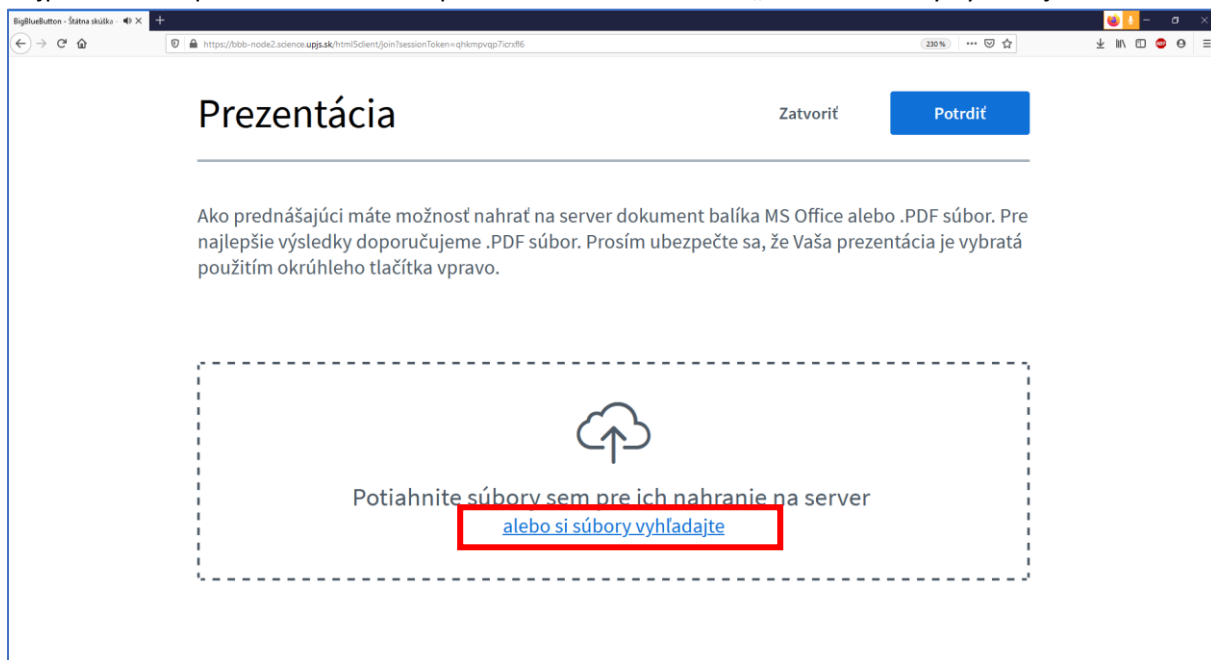 BigBlueButton - Štátna skúška -
https://bbb-node2.science.upjs.sk/html5client/join?sessionToken=qhkmpvqp7icrxfl6
230 %
Prezentácia
Zatvoriť
Potrdiť
Ako prednášajúci máte možnosť nahrať na server dokument balíka MS Office alebo .PDF súbor. Pre
najlepšie výsledky doporučujeme .PDF súbor. Prosím ubezpečte sa, že Vaša prezentácia je vybratá
použitím okrúhleho tlačítka vpravo.
Potiahnite súbory sem pre ich nahranie na server
alebo si súbory vyhľadajte